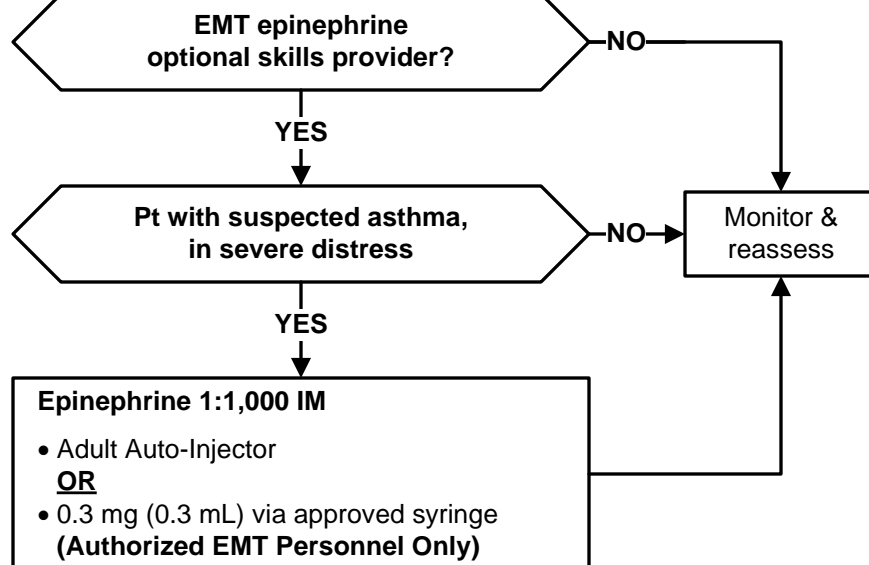 EMT epinephrine
optional skills provider?
NO
YES
Pt with suspected asthma,
in severe distress
NO
Monitor &
reassess
YES
Epinephrine 1:1,000 IM
• Adult Auto-Injector
OR
• 0.3 mg (0.3 mL) via approved syringe
(Authorized EMT Personnel Only)